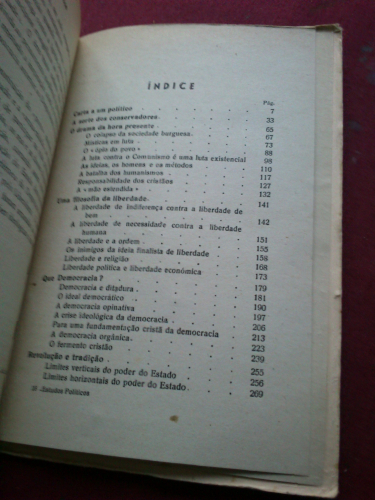 ÍNDICE
Pág.
Carta a um político 7
A sorte dos conservadores 33
O drama da hora presente 65
O colapso da sociedade burguesa 67
Místicas em luta 73
O «ópio do povo» 88
A luta contra o Comunismo é uma luta existencial 98
As ideias, os homens e os métodos 110
A batalha dos humanismos 117
Responsabilidade dos cristãos 127
A «mão estendida» 132
Uma filosofia da liberdade 141
A liberdade de indiferença contra a liberdade de
bem 142
A liberdade de necessidade contra a liberdade
humana 151
A liberdade e a ordem 155
Os inimigos da ideia finalista de liberdade 158
Liberdade e religião 168
Liberdade política e liberdade económica 173
Que Democracia? 179
Democracia e ditadura 181
O ideal democrático 190
A democracia opinativa 197
A crise ideológica da democracia 206
Para uma fundamentação cristã da democracia 213
A democracia orgânica 223
O fermento cristão 239
Revolução e tradição 255
Limites verticais do poder do Estado 256
Limites horizontais do poder do Estado 269
Estudos Políticos